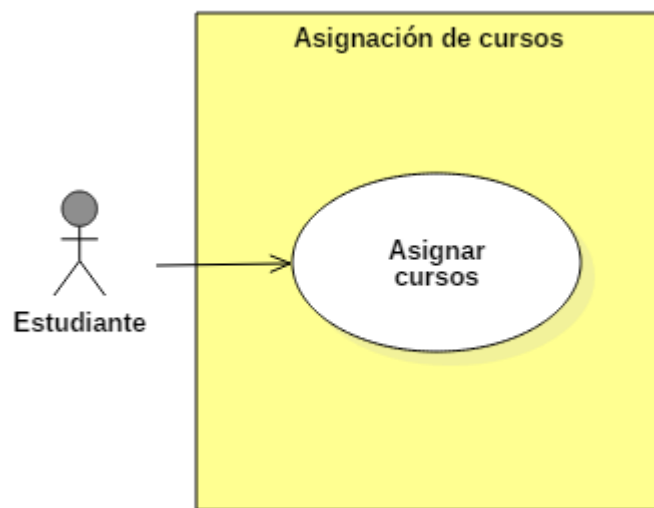 Asignación de cursos
Asignar
cursos
Estudiante